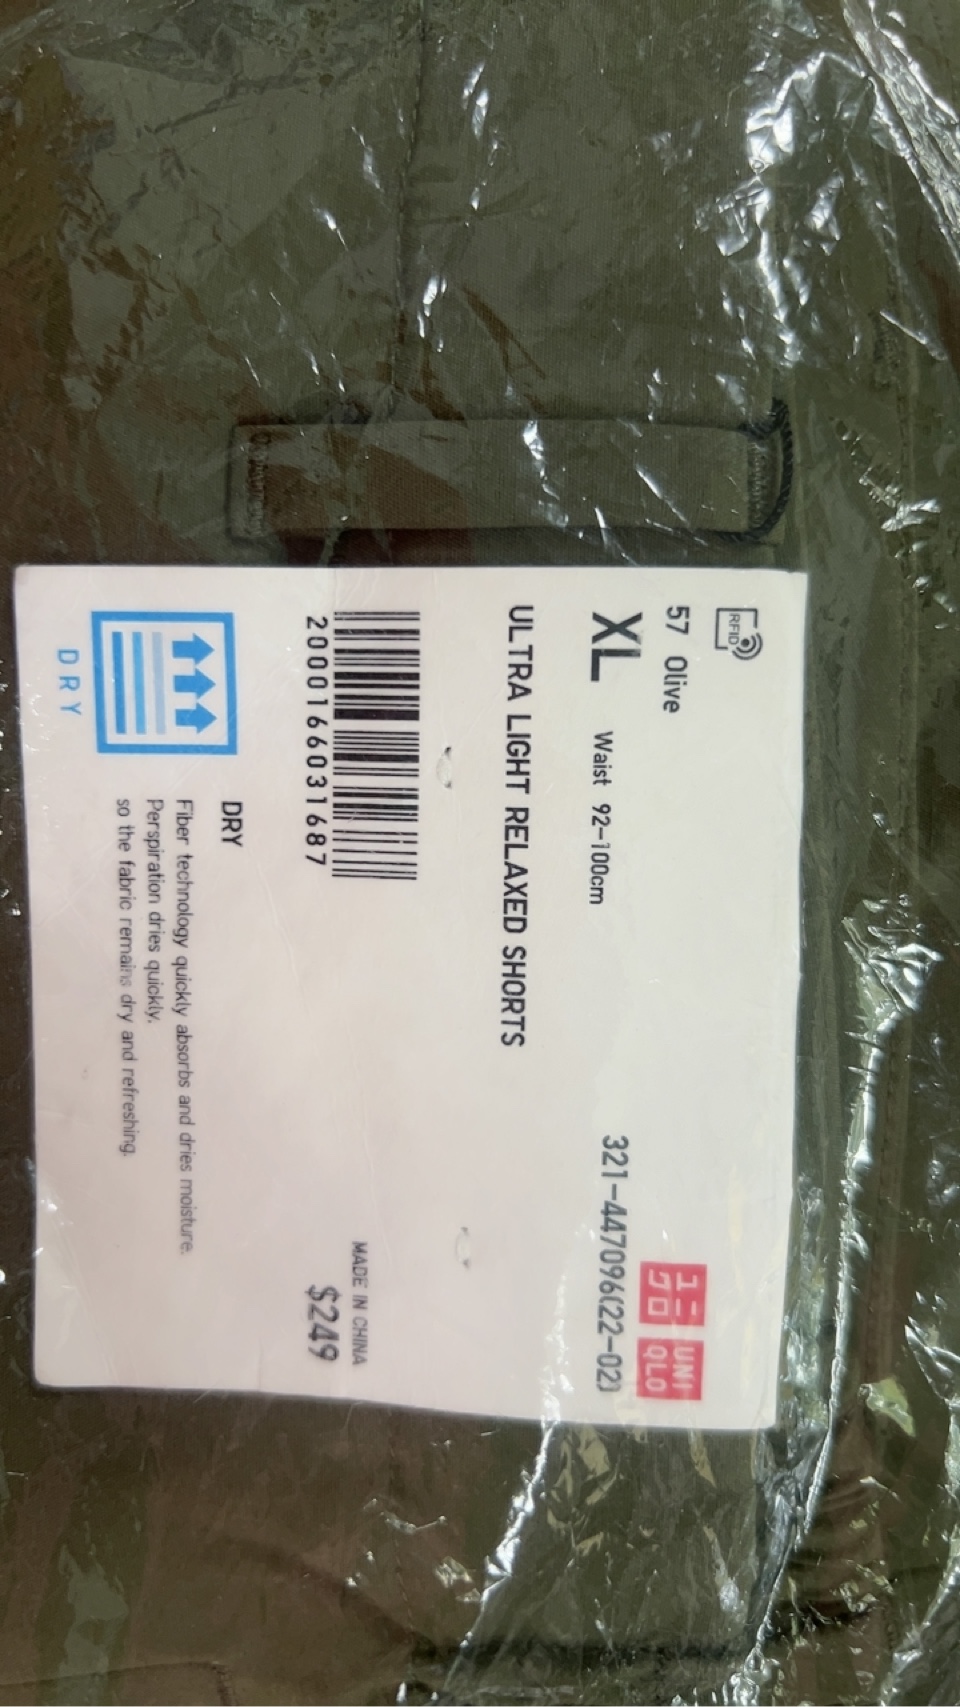 RFID
57 Olive
XL Waist 92-100cm
321-447096(22-02)
ユニ
クロ
UNI
QLO
ULTRA LIGHT RELAXED SHORTS
2000166031687
MADE IN CHINA
$249
DRY
DRY
Fiber technology quickly absorbs and dries moisture.
Perspiration dries quickly,
so the fabric remains dry and refreshing.